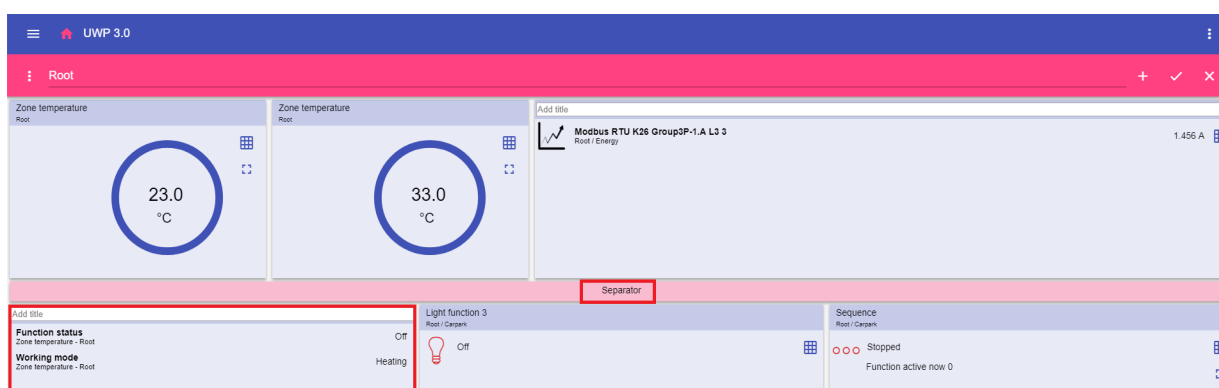 UWP 3.0
Root
Zone temperature
Root
23.0
°C
Zone temperature
Root
33.0
°C
Add title
Modbus RTU K26 Group3P-1.A L3 3
Root / Energy
1.456 A
Separator
Add title
Function status
Zone temperature - Root
Off
Working mode
Zone temperature - Root
Heating
Light function 3
Root / Carpark
Off
Sequence
Root / Carpark
Stopped
Function active now 0